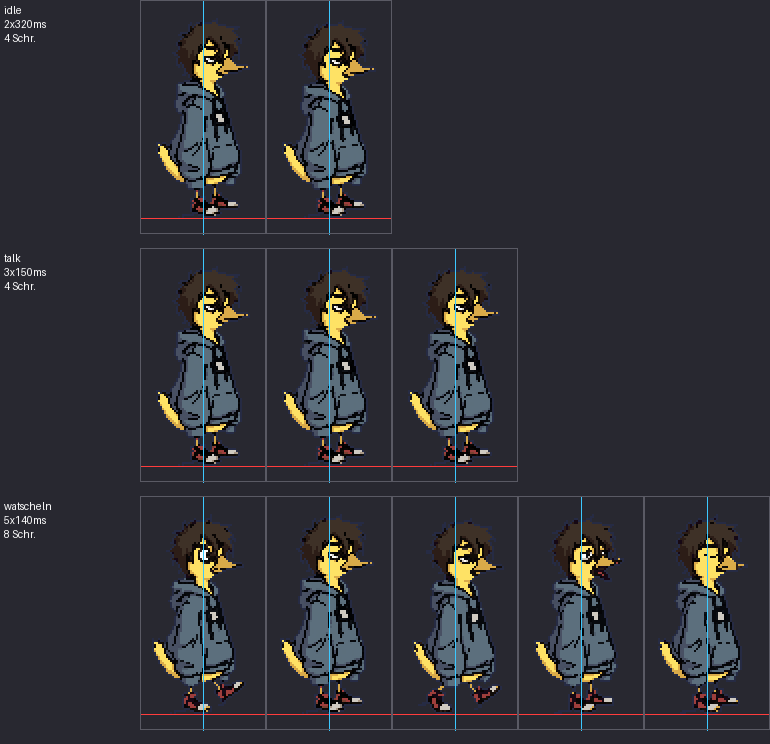 idle
2x320ms
4 Schr.
talk
3x150ms
4 Schr.
watscheln
5x140ms
8 Schr.